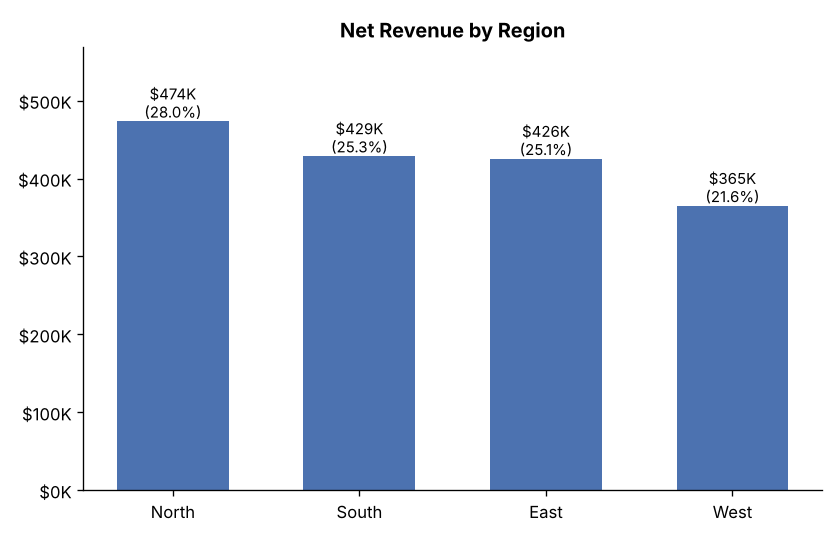 Net Revenue by Region
$500K
$400K
$300K
$200K
$100K
$0K
$474K
(28.0%)
$429K
(25.3%)
$426K
(25.1%)
$365K
(21.6%)
North
South
East
West